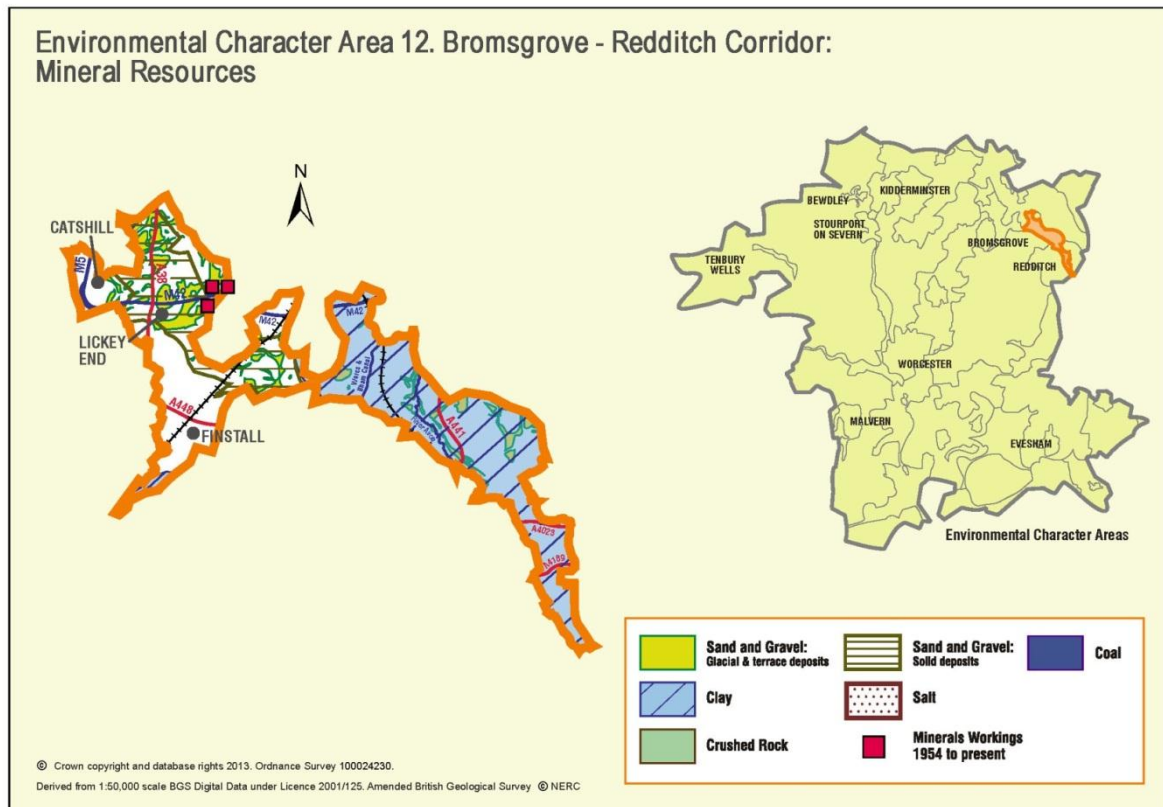 Environmental Character Area 12. Bromsgrove - Redditch Corridor:
Mineral Resources
N
CATSHILL
M5
A38
M42
LICKEY
END
M42
A448
FINSTALL
M42
A441
A4023
KIDDERMINSTER
BEWDLEY
STOURPORT
ON SEVERN
BROMSGROVE
TENBURY
WELLS
REDDITCH
WORCESTER
MALVERN
EVESHAM
Environmental Character Areas
Sand and Gravel:
Glacial & terrace deposits
Sand and Gravel:
Solid deposits
Coal
Clay
Salt
Crushed Rock
Minerals Workings
1954 to present
© Crown copyright and database rights 2013. Ordnance Survey 100024230.
Derived from 1:50,000 scale BGS Digital Data under Licence 2001/125. Amended British Geological Survey © NERC